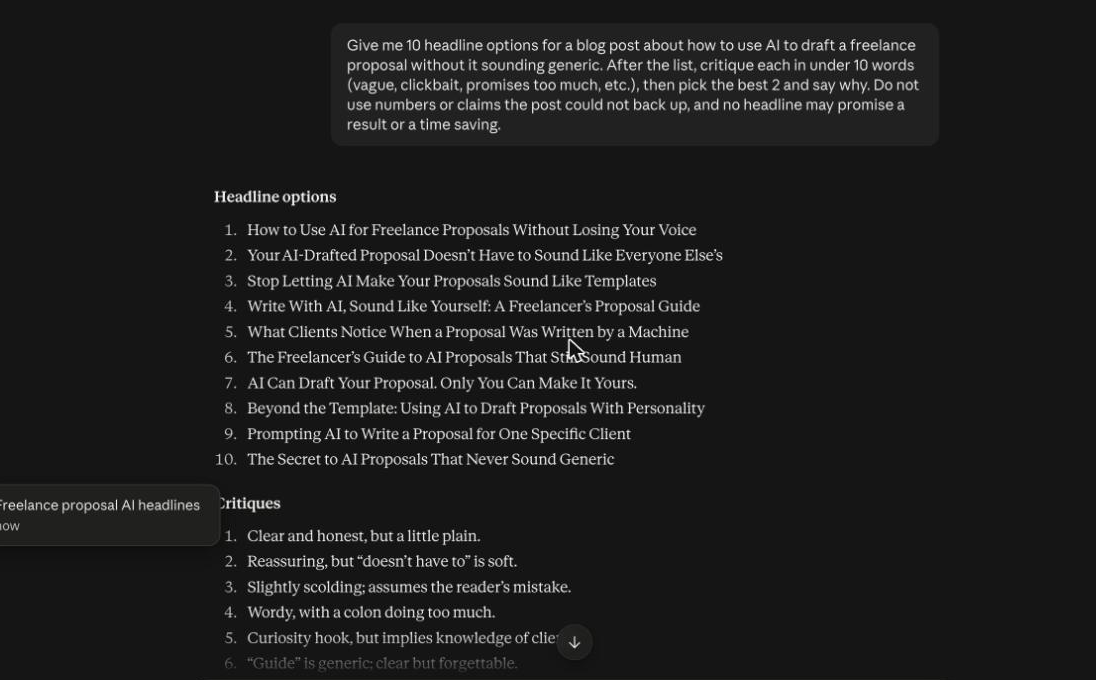 Give me 10 headline options for a blog post about how to use AI to draft a freelance
proposal without it sounding generic. After the list, critique each in under 10 words
(vague, clickbait, promises too much, etc.), then pick the best 2 and say why. Do not
use numbers or claims the post could not back up, and no headline may promise a
result or a time saving.
Headline options
1. How to Use AI for Freelance Proposals Without Losing Your Voice
2. Your AI-Drafted Proposal Doesn’t Have to Sound Like Everyone Else’s
3. Stop Letting AI Make Your Proposals Sound Like Templates
4. Write With AI, Sound Like Yourself: A Freelancer’s Proposal Guide
5. What Clients Notice When a Proposal Was Written by a Machine
6. The Freelancer’s Guide to AI Proposals That Still Sound Human
7. AI Can Draft Your Proposal. Only You Can Make It Yours.
8. Beyond the Template: Using AI to Draft Proposals With Personality
9. Prompting AI to Write a Proposal for One Specific Client
10. The Secret to AI Proposals That Never Sound Generic
Freelance proposal AI headlines
now
Critiques
1. Clear and honest, but a little plain.
2. Reassuring, but “doesn’t have to” is soft.
3. Slightly scolding; assumes the reader’s mistake.
4. Wordy, with a colon doing too much.
5. Curiosity hook, but implies knowledge of
6. “Guide” is generic; clear but forgettable.